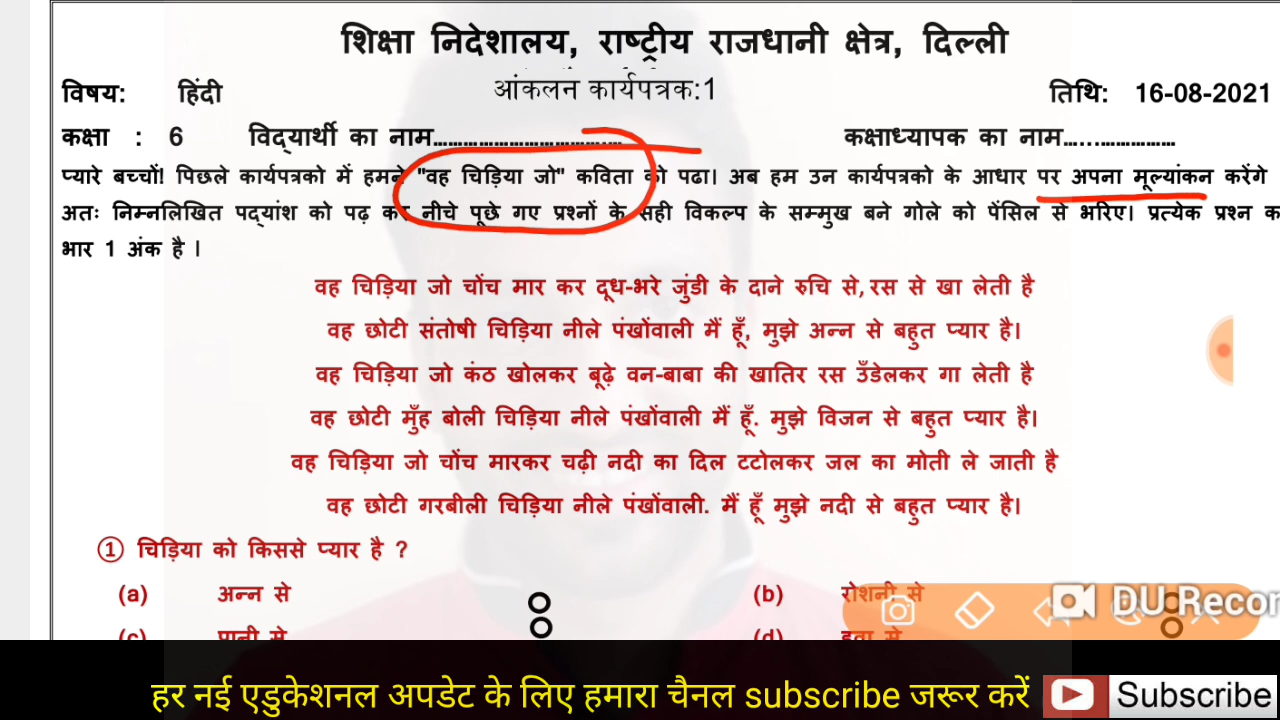 शिक्षा निदेशालय, राष्ट्रीय राजधानी क्षेत्र, दिल्ली
विषय: हिंदी आंकलन कार्यपत्रक:1 तिथि: 16-08-2021
कक्षा : 6 विद्यार्थी का नाम................................... कक्षाध्यापक का नाम...................
प्यारे बच्चों! पिछले कार्यपत्रको में हमने "वह चिड़िया जो" कविता को पढा। अब हम उन कार्यपत्रको के आधार पर अपना मूल्यांकन करेंगे
अतः निम्नलिखित पद्यांश को पढ़ कर नीचे पूछे गए प्रश्नों के सही विकल्प के सम्मुख बने गोले को पेंसिल से भरिए। प्रत्येक प्रश्न क
भार 1 अंक है ।
वह चिड़िया जो चोंच मार कर दूध-भरे जुंडी के दाने रुचि से, रस से खा लेती है
वह छोटी संतोषी चिड़िया नीले पंखोंवाली मैं हूँ, मुझे अन्न से बहुत प्यार है।
वह चिड़िया जो कंठ खोलकर बूढ़े वन-बाबा की खातिर रस उँडेलकर गा लेती है
वह छोटी मुँह बोली चिड़िया नीले पंखोंवाली मैं हूँ. मुझे विजन से बहुत प्यार है।
वह चिड़िया जो चोंच मारकर चढ़ी नदी का दिल टटोलकर जल का मोती ले जाती है
वह छोटी गरबीली चिड़िया नीले पंखोंवाली. मैं हूँ मुझे नदी से बहुत प्यार है।
① चिड़िया को किससे प्यार है ?
(a) अन्न से (b) रोशनी से
(c) पानी से (d) हवा से
DU Recor
हर नई एडुकेशनल अपडेट के लिए हमारा चैनल subscribe जरूर करें Subscribe